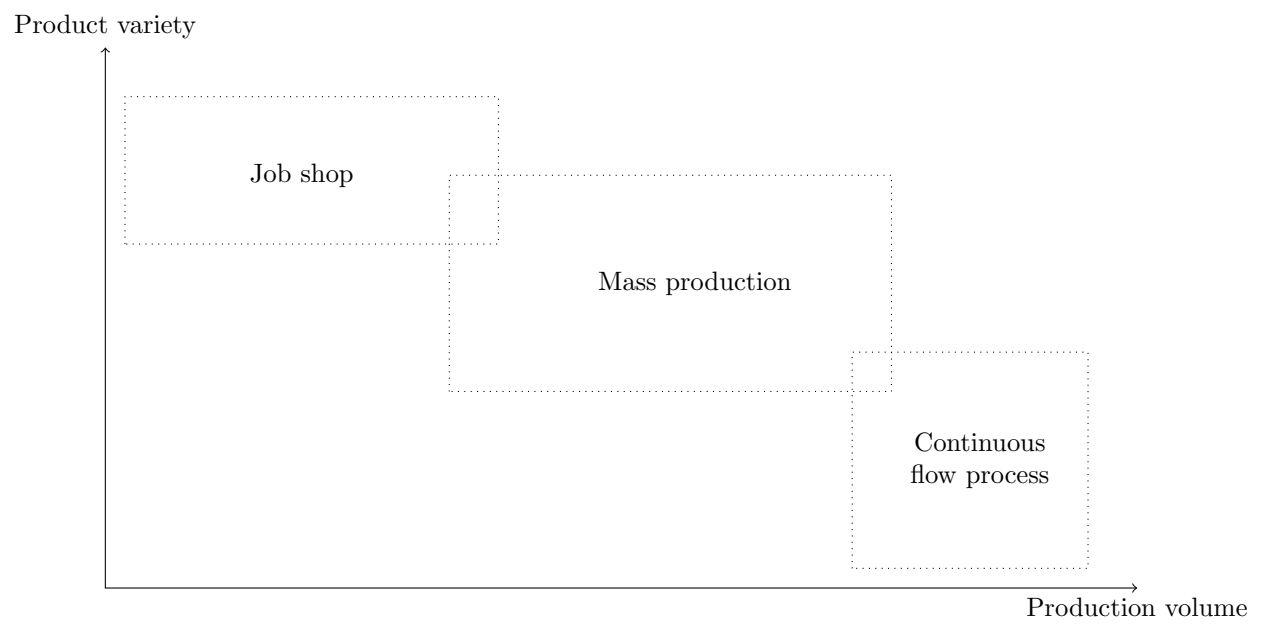 Product variety
Job shop
Mass production
Continuous
flow process
Production volume